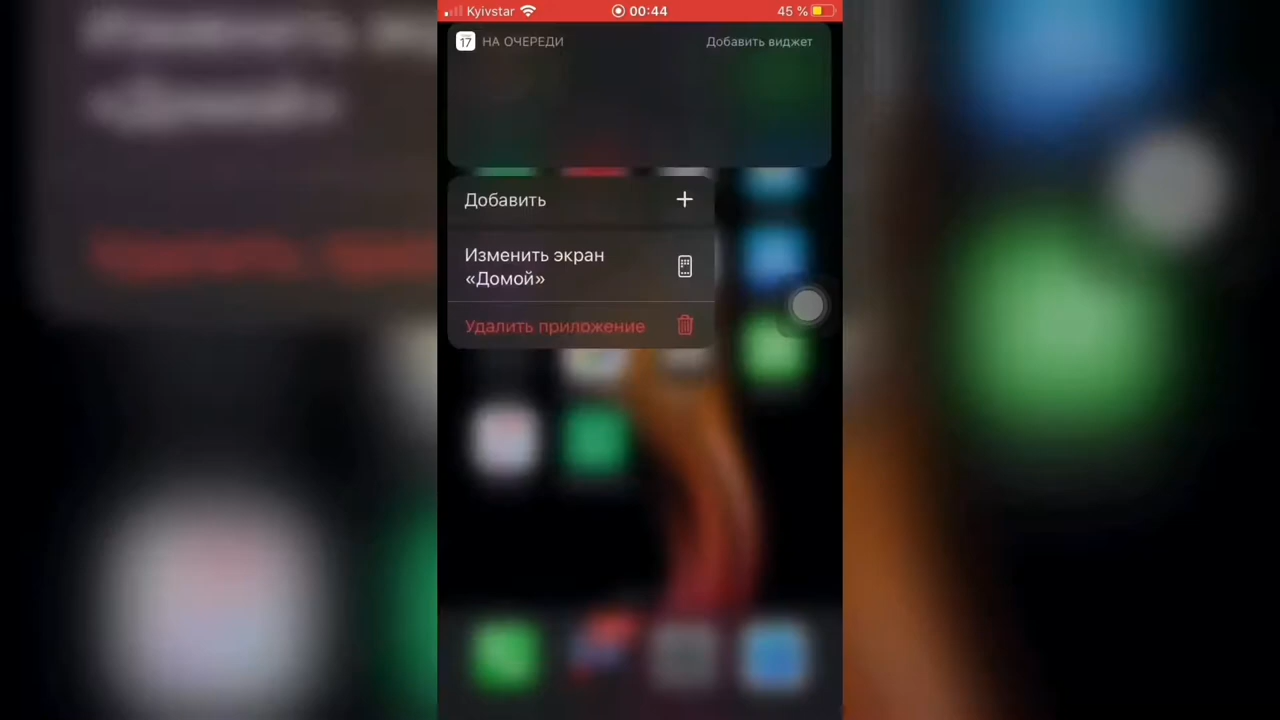 Kyivstar 00:44 45 %
17 НА ОЧЕРЕДИ Добавить виджет
Добавить
Изменить экран
«Домой»
Удалить приложение